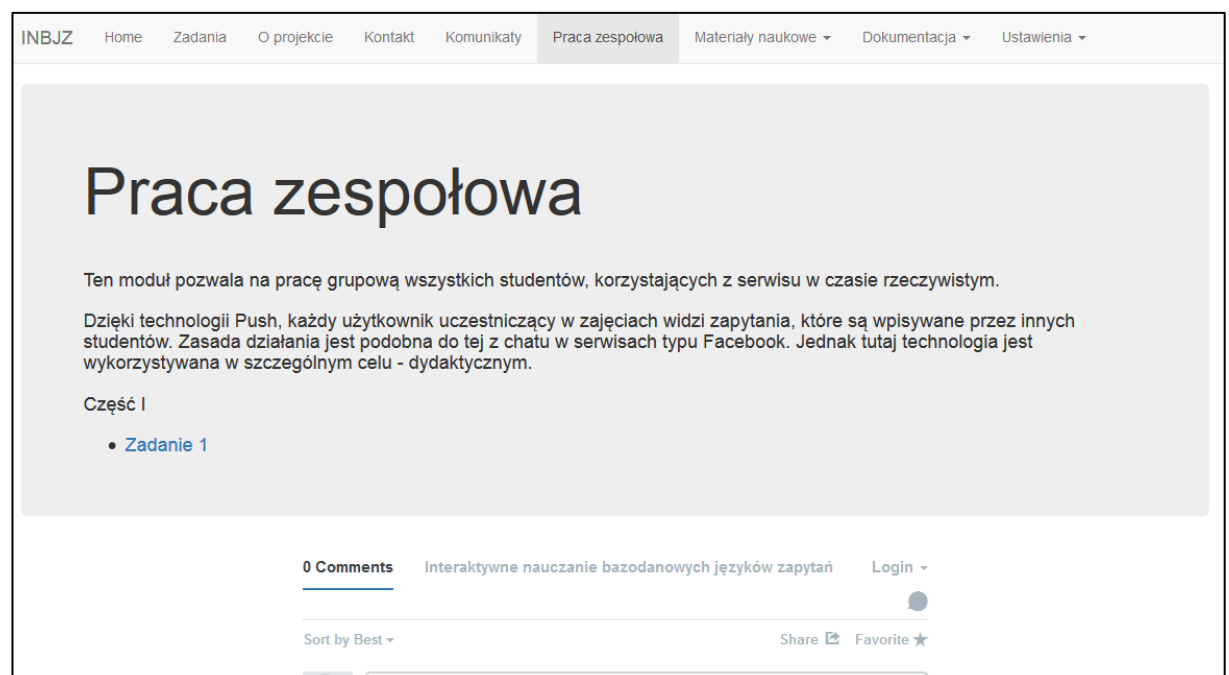 INBJZ Home Zadania O projekcie Kontakt Komunikaty Praca zespołowa Materiały naukowe Dokumentacja Ustawienia
Praca zespołowa
Ten moduł pozwala na pracę grupową wszystkich studentów, korzystających z serwisu w czasie rzeczywistym.
Dzięki technologii Push, każdy użytkownik uczestniczący w zajęciach widzi zapytania, które są wpisywane przez innych
studentów. Zasada działania jest podobna do tej z chatu w serwisach typu Facebook. Jednak tutaj technologia jest
wykorzystywana w szczególnym celu - dydaktycznym.
Część I
• Zadanie 1
0 Comments Interaktywne nauczanie bazodanowych języków zapytań Login
Sort by Best Share Favorite